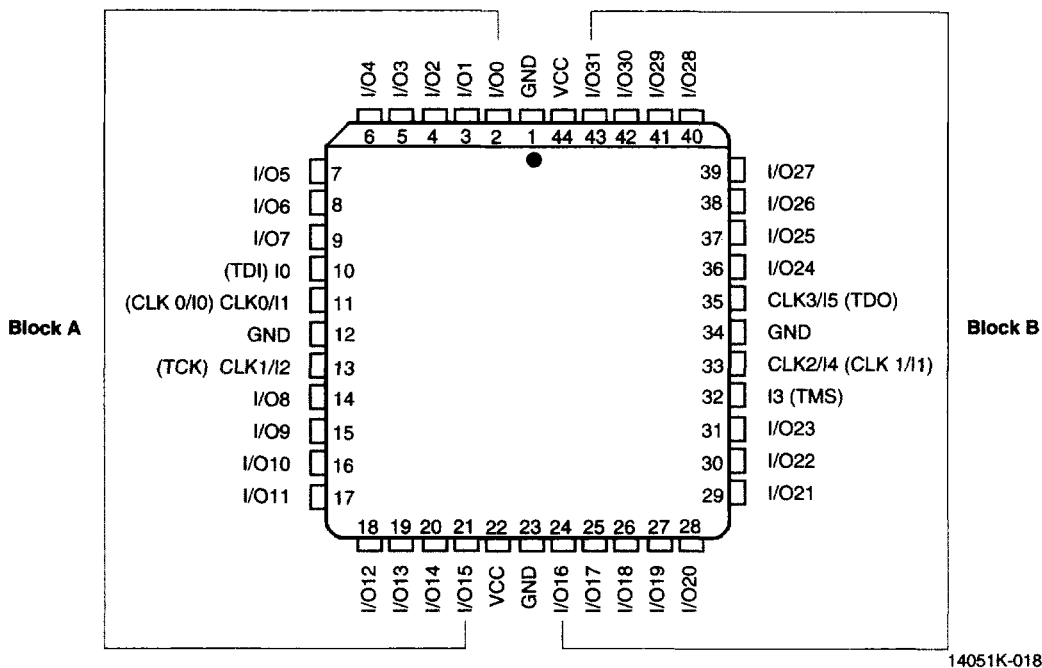 I/O4 I/O3 I/O2 I/O1 I/O0 GND VCC I/O31 I/O30 I/O29 I/O28
6 5 4 3 2 1 44 43 42 41 40
I/O5 7 39 I/O27
I/O6 8 38 I/O26
I/O7 9 37 I/O25
(TDI) I0 10 36 I/O24
(CLK 0/I0) CLK0/I1 11 35 CLK3/I5 (TDO)
Block A GND 12 34 GND Block B
(TCK) CLK1/I2 13 33 CLK2/I4 (CLK 1/I1)
I/O8 14 32 I3 (TMS)
I/O9 15 31 I/O23
I/O10 16 30 I/O22
I/O11 17 29 I/O21
18 19 20 21 22 23 24 25 26 27 28
I/O12 I/O13 I/O14 I/O15 VCC GND I/O16 I/O17 I/O18 I/O19 I/O20
14051K-018